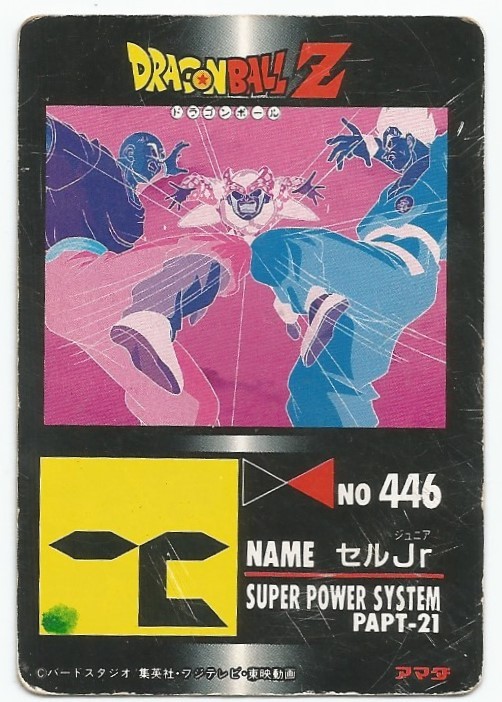 DRAGONBALL Z
ドラゴンボール
NO 446
ジュニア
NAME セルJr
SUPER POWER SYSTEM
PAPT-21
©バードスタジオ 集英社・フジテレビ・東映動画
アマダ